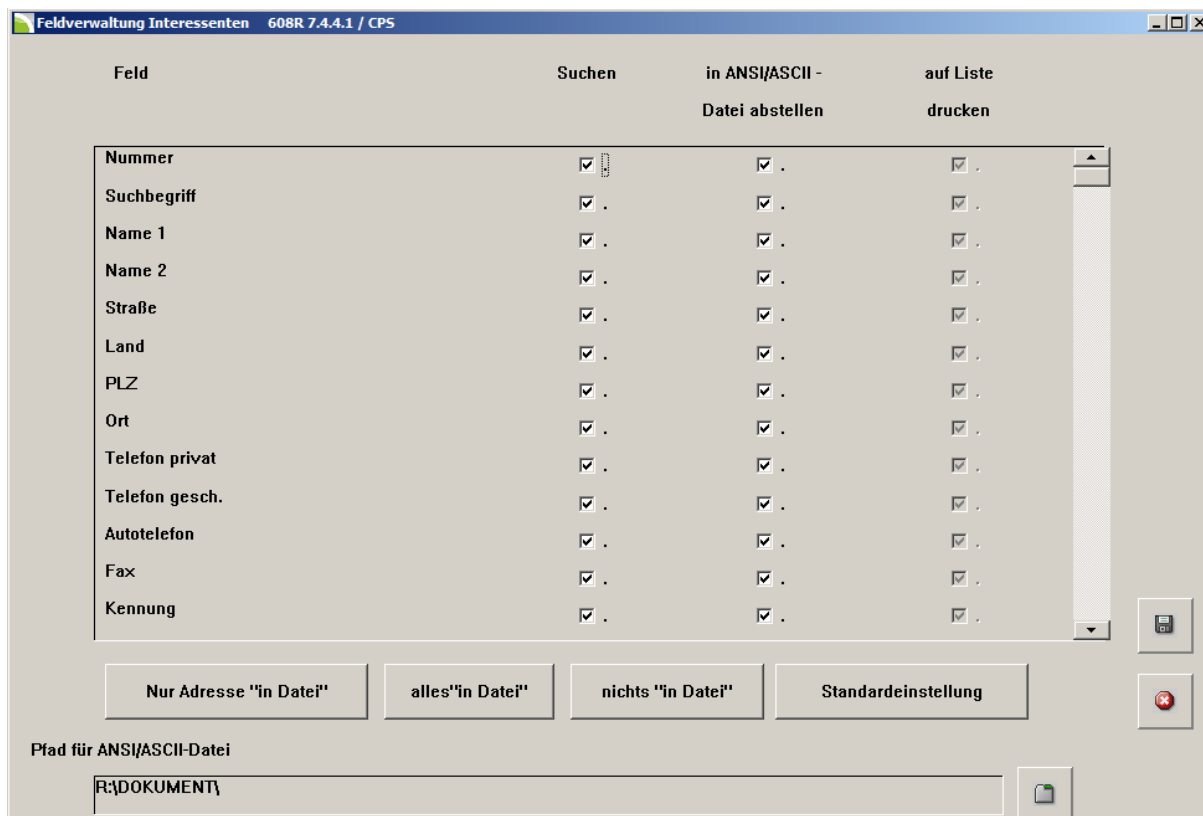 Feldverwaltung Interessenten 608R 7.4.4.1 / CPS
Feld Suchen in ANSI/ASCII - auf Liste
Datei abstellen drucken
Nummer . . .
Suchbegriff . . .
Name 1 . . .
Name 2 . . .
Straße . . .
Land . . .
PLZ . . .
Ort . . .
Telefon privat . . .
Telefon gesch. . . .
Autotelefon . . .
Fax . . .
Kennung . . .
Nur Adresse "in Datei" alles"in Datei" nichts "in Datei" Standardeinstellung
Pfad für ANSI/ASCII-Datei
R:\DOKUMENT\